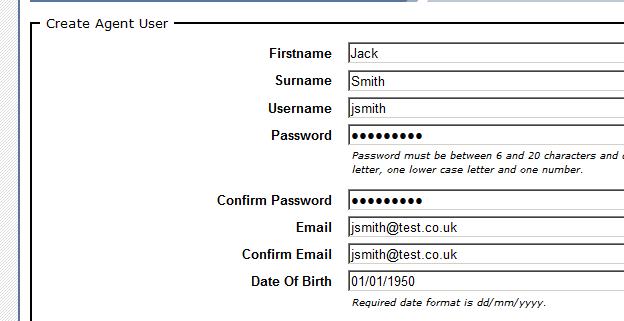 Create Agent User
Firstname Jack
Surname Smith
Username jsmith
Password ●●●●●●●●●
Password must be between 6 and 20 characters and
letter, one lower case letter and one number.
Confirm Password ●●●●●●●●●
Email jsmith@test.co.uk
Confirm Email jsmith@test.co.uk
Date Of Birth 01/01/1950
Required date format is dd/mm/yyyy.